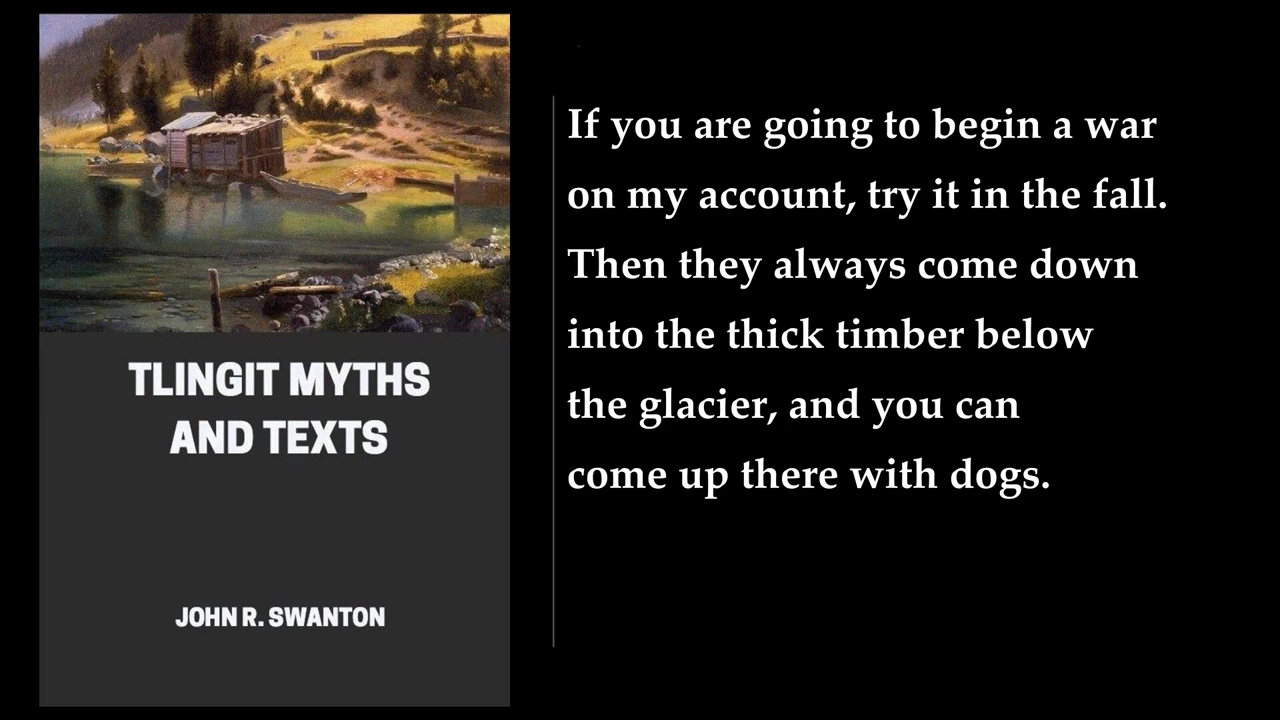 TLINGIT MYTHS
AND TEXTS
JOHN R. SWANTON
If you are going to begin a war
on my account, try it in the fall.
Then they always come down
into the thick timber below
the glacier, and you can
come up there with dogs.